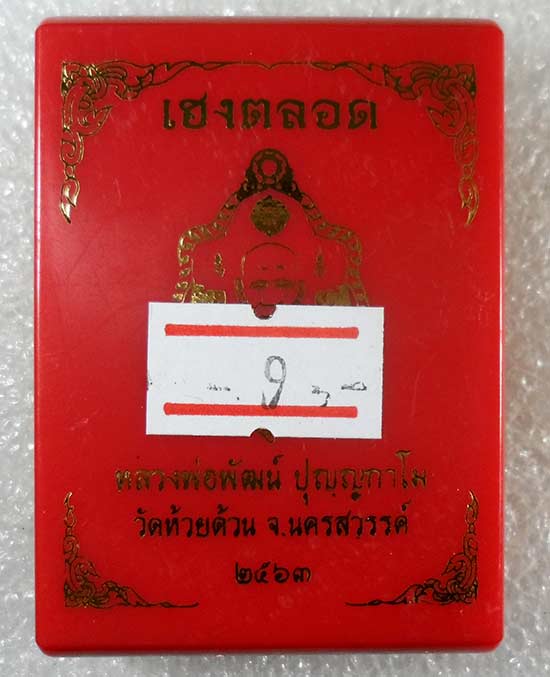 เฮงตลอด
9
หลวงพ่อพัฒน์ ปุญฺญกาโม
วัดห้วยด้วน จ.นครสวรรค์
๒๕๖๓